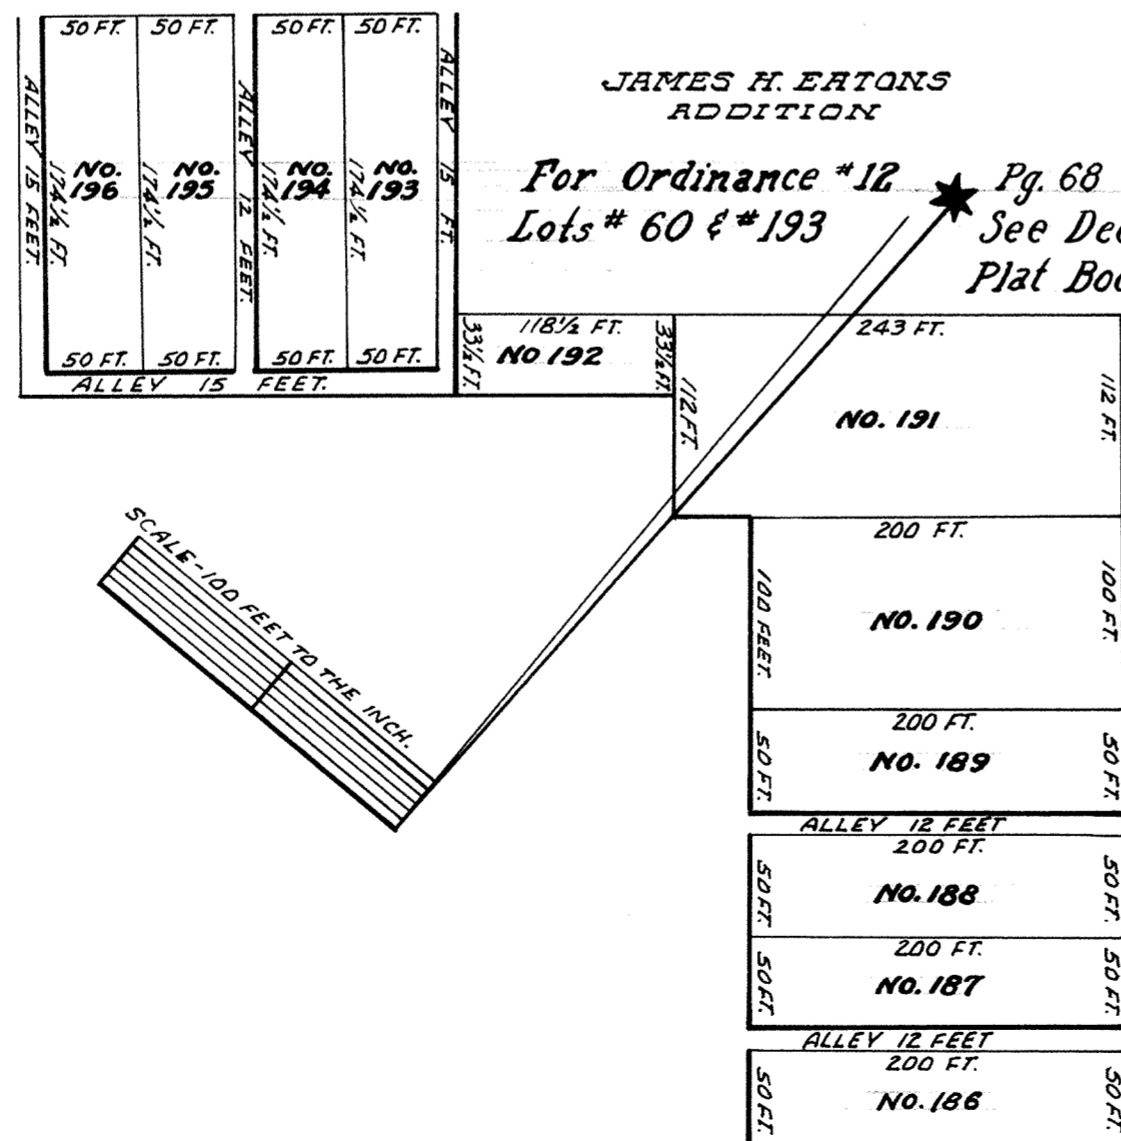 50 FT. 50 FT. 50 FT. 50 FT.
ALLEY 15 FEET.
174½ FT.
NO.
196
174½ FT.
NO.
195
ALLEY 12 FEET.
174½ FT.
NO.
194
174½ FT.
NO.
193
ALLEY 15 FT.
50 FT. 50 FT. 50 FT. 50 FT.
ALLEY 15 FEET.
JAMES H. EATONS
ADDITION
For Ordinance #12 Pg. 68
Lots # 60 & #193 See
Plat
118½ FT.
33½ FT. NO 192 33½ FT.
243 FT.
112 FT. NO. 191 112 FT.
SCALE-100 FEET TO THE INCH.
200 FT.
100 FEET. NO. 190 100 FT.
200 FT.
50 FT. NO. 189 50 FT.
ALLEY 12 FEET
200 FT.
50 FT. NO. 188 50 FT.
200 FT.
50 FT. NO. 187 50 FT.
ALLEY 12 FEET
200 FT.
50 FT. NO. 186 50 FT.